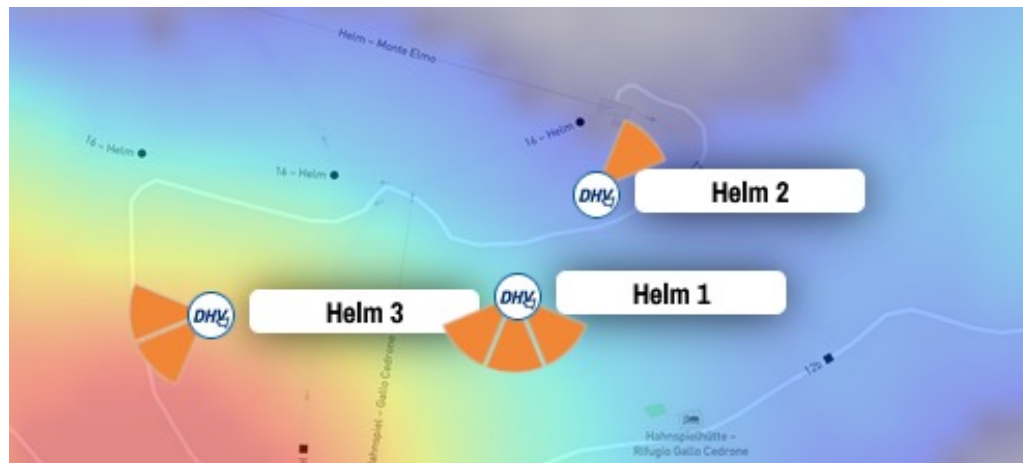 Helm – Monte Elmo
16 – Helm
16 – Helm
16 – Helm
DHV
Helm 2
DHV
Helm 1
DHV
Helm 3
12b
Hahnspiel – Gallo Cedrone
Hahnspielhütte –
Rifugio Gallo Cedrone